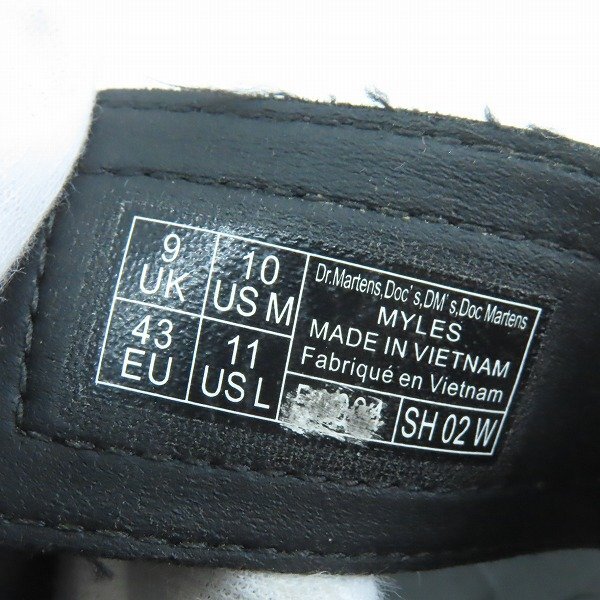 9
UK
10
US M
43
EU
11
US L
Dr.Martens,Doc's,DM's,Doc.Martens
MYLES
MADE IN VIETNAM
Fabriqué en Vietnam
SH 02 W